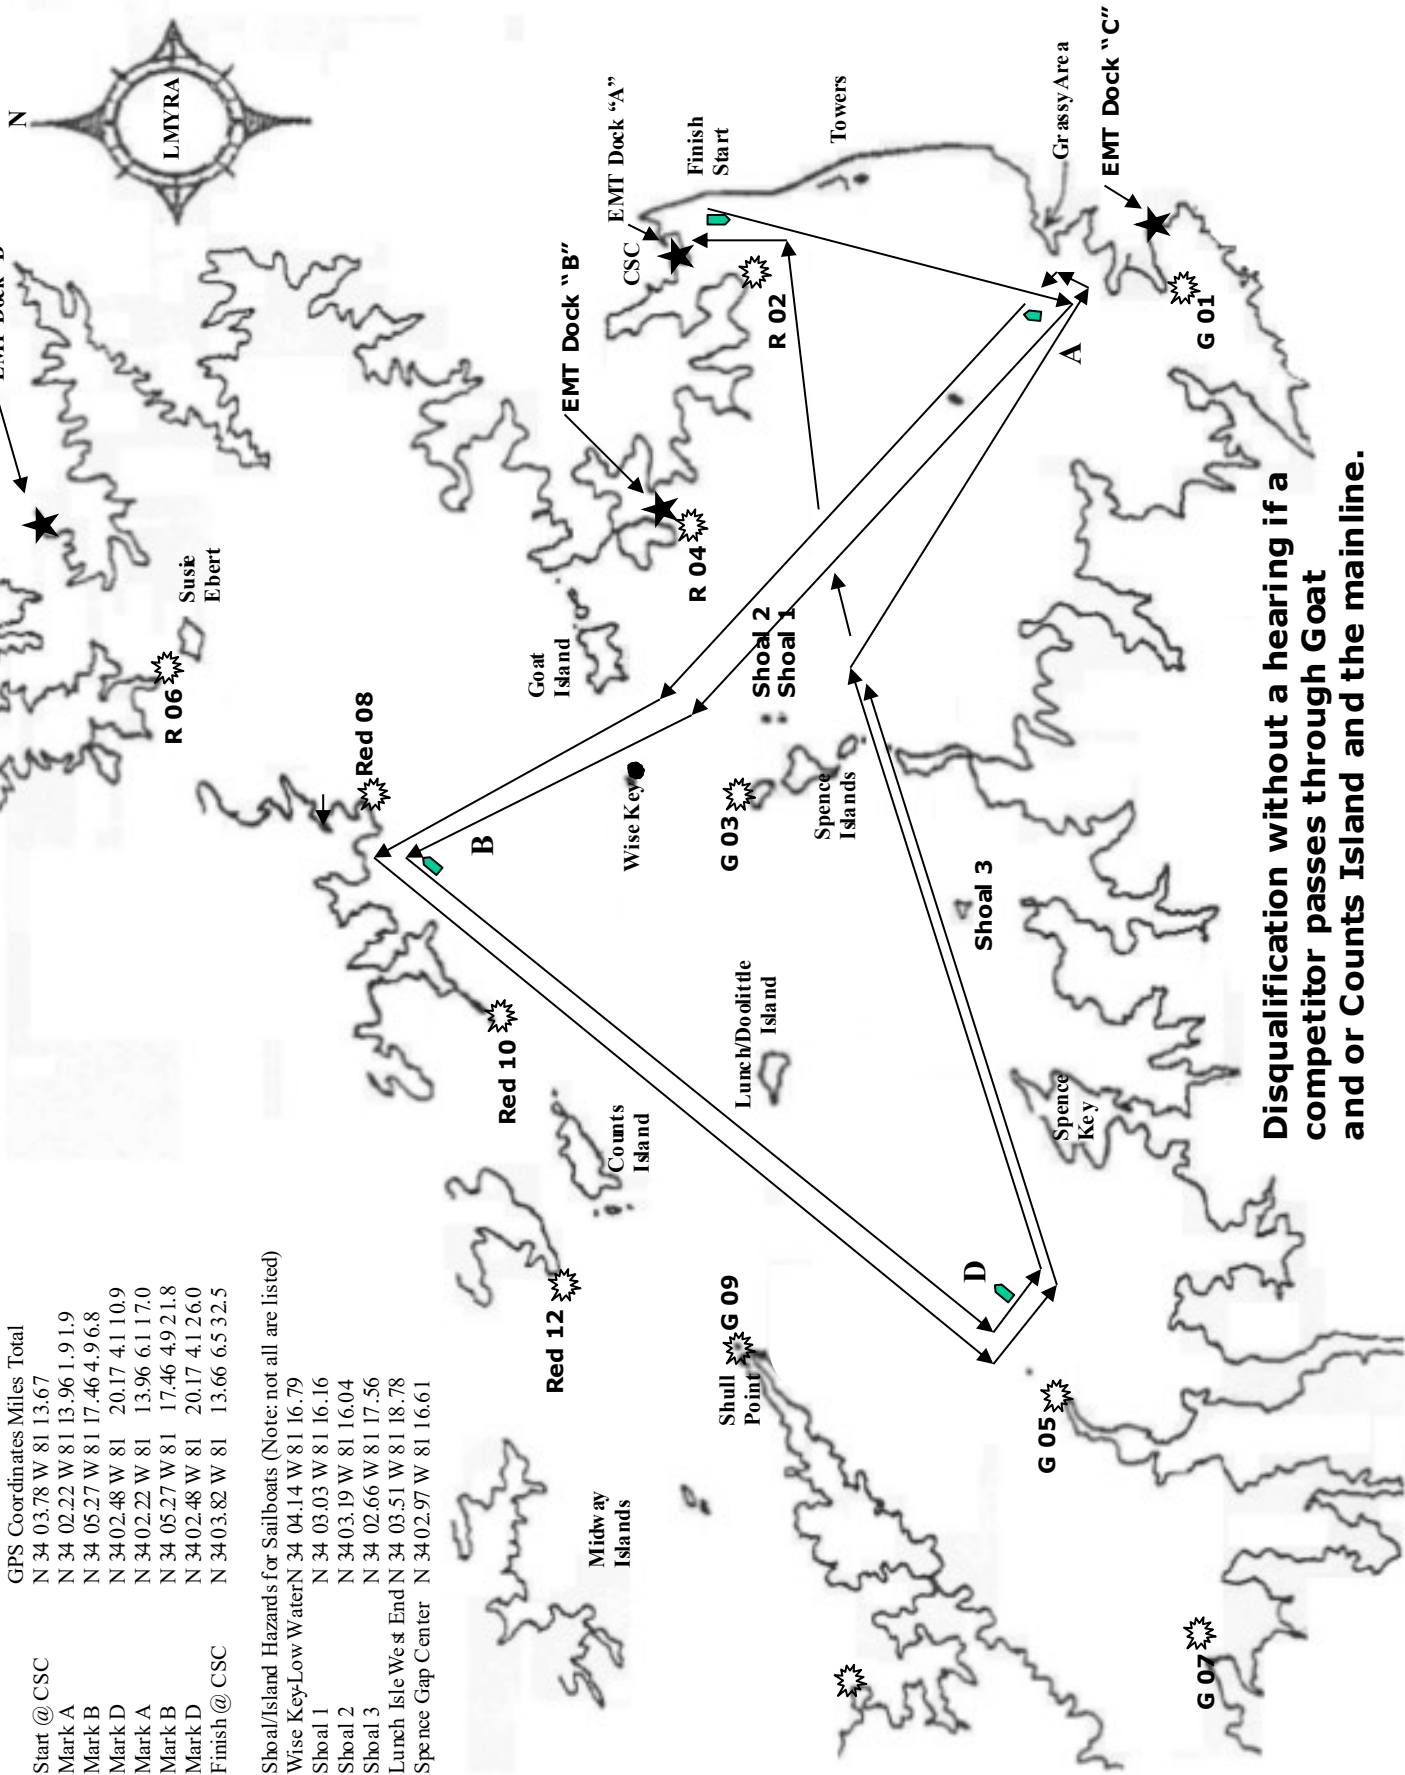 GPS Coordinates Miles Total
Start @ CSC N 34 03.78 W 81 13.67
Mark A N 34 02.22 W 81 13.96 1.9 1.9
Mark B N 34 05.27 W 81 17.46 4.9 6.8
Mark D N 34 02.48 W 81 20.17 4.1 10.9
Mark A N 34 02.22 W 81 13.96 6.1 17.0
Mark B N 34 05.27 W 81 17.46 4.9 21.8
Mark D N 34 02.48 W 81 20.17 4.1 26.0
Finish @ CSC N 34 03.82 W 81 13.66 6.5 32.5
Shoal/Island Hazards for Sailboats (Note: not all are listed)
Wise Key-Low Water N 34 04.14 W 81 16.79
Shoal 1 N 34 03.03 W 81 16.16
Shoal 2 N 34 03.19 W 81 16.04
Shoal 3 N 34 02.66 W 81 17.56
Lunch Isle West End N 34 03.51 W 81 18.78
Spence Gap Center N 34 02.97 W 81 16.61
N
LMYRA
R 06
Susie
Ebert
Red 08
B
Red 10
Red 12
Counts
Island
Midway
Islands
Goat
Island
EMT Dock "B"
R 04
CSC
EMT Dock "A"
Finish
Start
R 02
Towers
Wise Key
G 03
Shoal 2
Shoal 1
Spence
Islands
Lunch/Doolittle
Island
Shull
Point
G 09
D
Shoal 3
G 05
Spence
Key
A
Grassy Area
EMT Dock "C"
G 01
G 07
Disqualification without a hearing if a
competitor passes through Goat
and or Counts Island and the mainline.